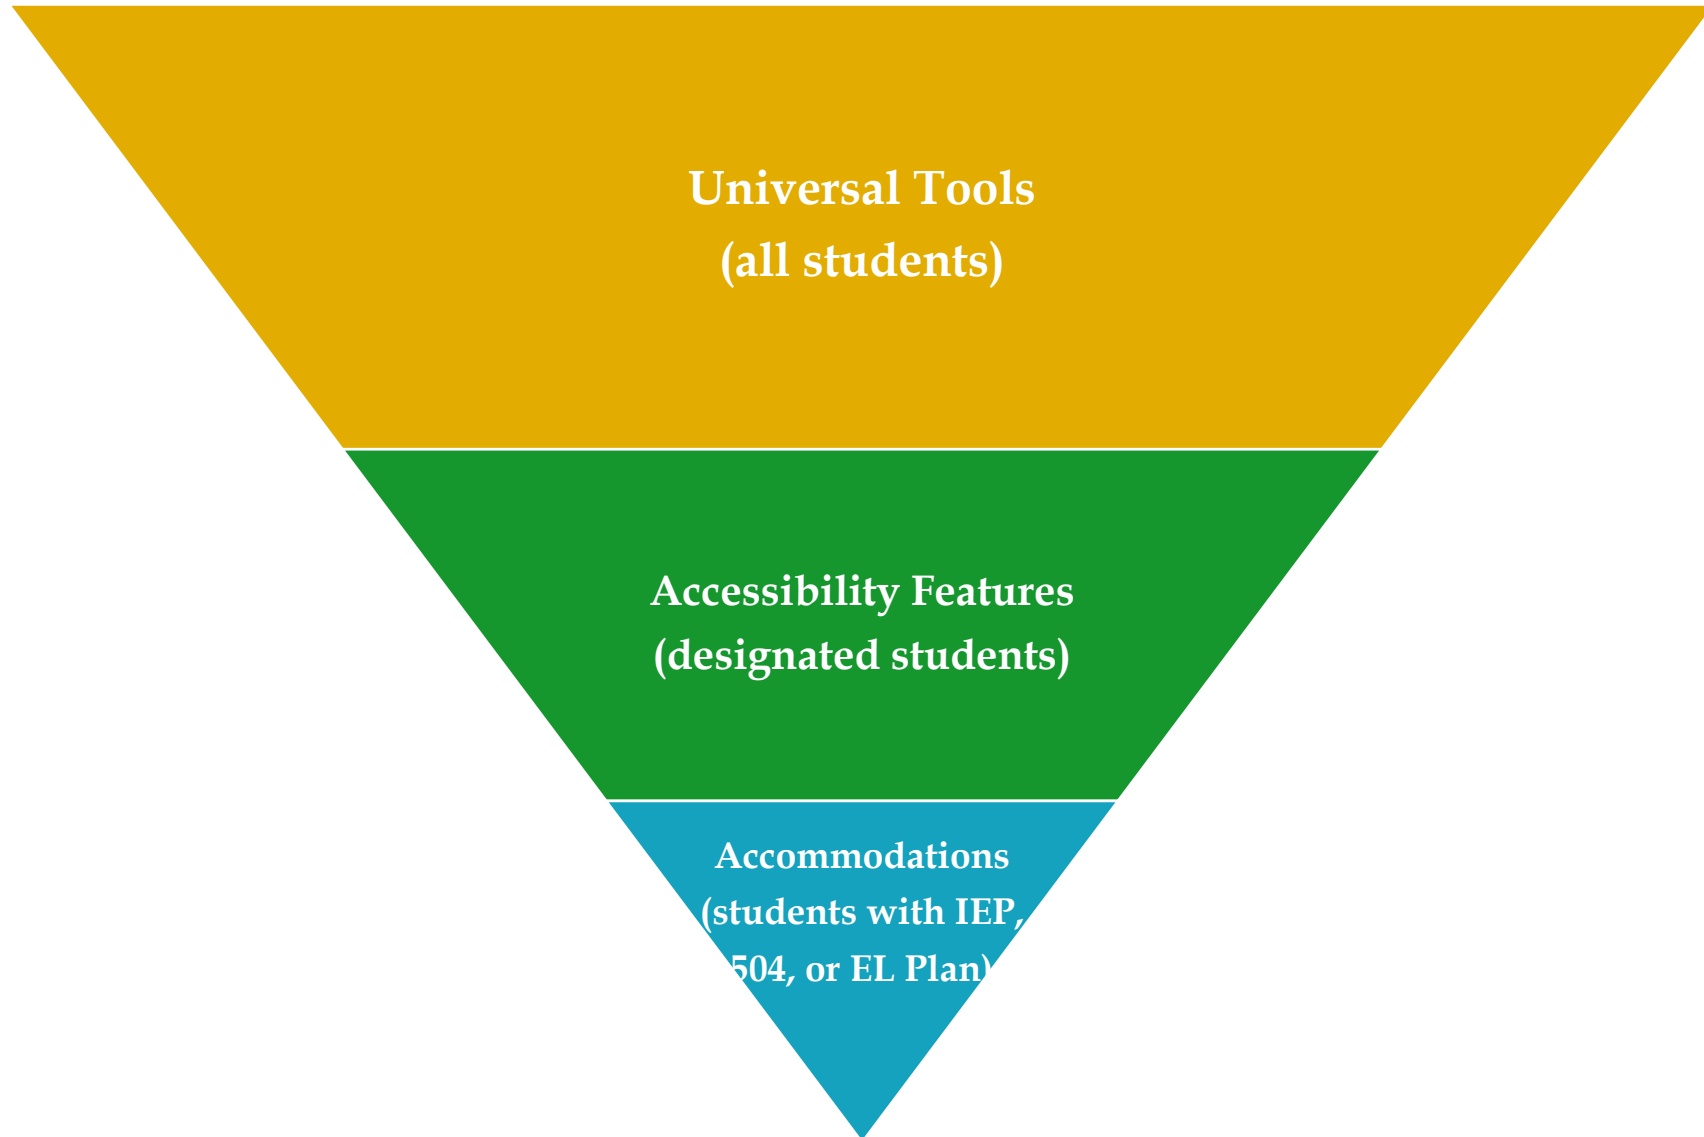 Universal Tools
(all students)
Accessibility Features
(designated students)
Accommodations
(students with IEP,
504, or EL Plan)